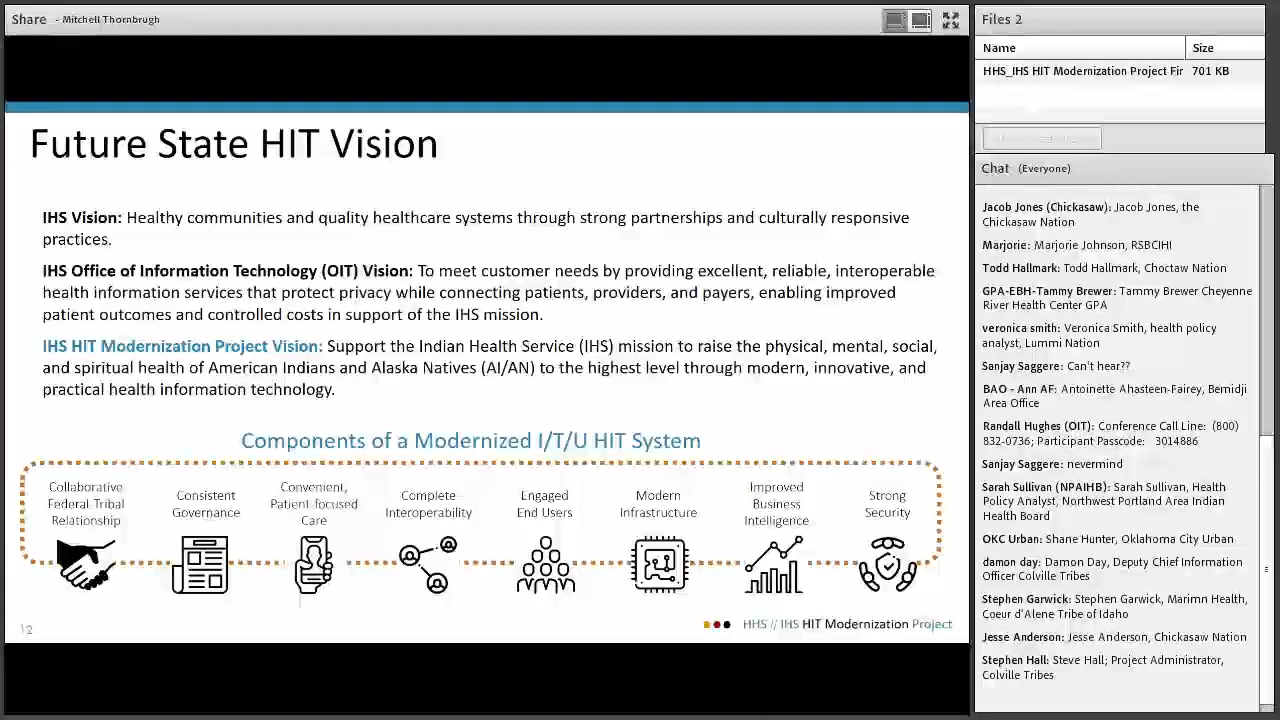 Share - Mitchell Thornbrugh
Future State HIT Vision
IHS Vision: Healthy communities and quality healthcare systems through strong partnerships and culturally responsive
practices.
IHS Office of Information Technology (OIT) Vision: To meet customer needs by providing excellent, reliable, interoperable
health information services that protect privacy while connecting patients, providers, and payers, enabling improved
patient outcomes and controlled costs in support of the IHS mission.
IHS HIT Modernization Project Vision: Support the Indian Health Service (IHS) mission to raise the physical, mental, social,
and spiritual health of American Indians and Alaska Natives (AI/AN) to the highest level through modern, innovative, and
practical health information technology.
Components of a Modernized I/T/U HIT System
Collaborative
Federal-Tribal
Relationship
Consistent
Governance
Convenient,
Patient-focused
Care
Complete
Interoperability
Engaged
End Users
Modern
Infrastructure
Improved
Business
Intelligence
Strong
Security
12
HHS // IHS HIT Modernization Project
Files 2
Name Size
HHS_IHS HIT Modernization Project Fir 701 KB
Chat (Everyone)
Jacob Jones (Chickasaw): Jacob Jones, the
Chickasaw Nation
Marjorie: Marjorie Johnson, RSBCIHI
Todd Hallmark: Todd Hallmark, Choctaw Nation
GPA-EBH-Tammy Brewer: Tammy Brewer Cheyenne
River Health Center GPA
veronica smith: Veronica Smith, health policy
analyst, Lummi Nation
Sanjay Saggere: Can't hear??
BAO - Ann AF: Antoinette Ahasteen-Fairey, Bemidji
Area Office
Randall Hughes (OIT): Conference Call Line: (800)
832-0736; Participant Passcode: 3014886
Sanjay Saggere: nevermind
Sarah Sullivan (NPAIHB): Sarah Sullivan, Health
Policy Analyst, Northwest Portland Area Indian
Health Board
OKC Urban: Shane Hunter, Oklahoma City Urban
damon day: Damon Day, Deputy Chief Information
Officer Colville Tribes
Stephen Garwick: Stephen Garwick, Marimn Health,
Coeur d'Alene Tribe of Idaho
Jesse Anderson: Jesse Anderson, Chickasaw Nation
Stephen Hall: Steve Hall; Project Administrator,
Colville Tribes